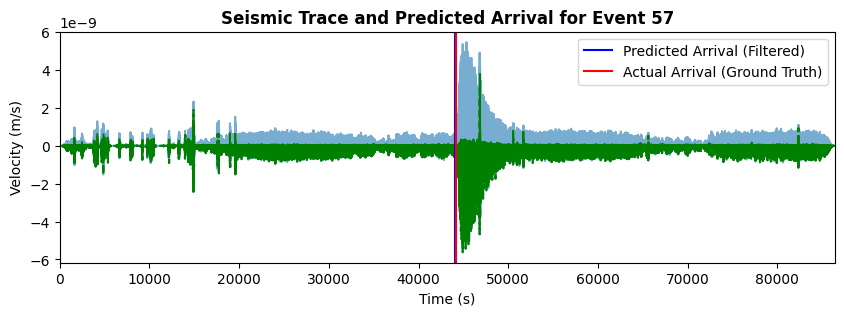 Seismic Trace and Predicted Arrival for Event 57
1e−9
Predicted Arrival (Filtered)
Actual Arrival (Ground Truth)
6
4
2
0
−2
−4
−6
Velocity (m/s)
0 10000 20000 30000 40000 50000 60000 70000 80000
Time (s)